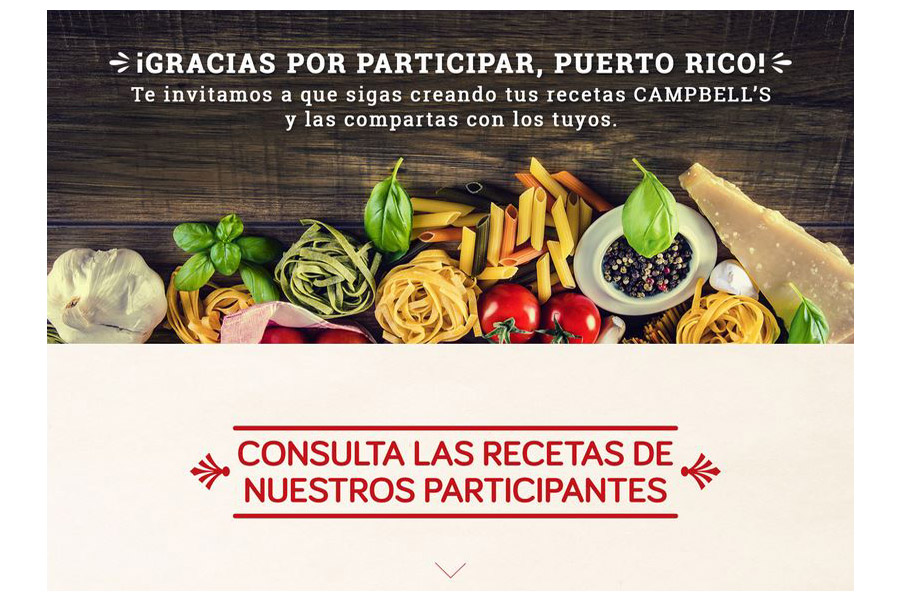 ¡GRACIAS POR PARTICIPAR, PUERTO RICO!
Te invitamos a que sigas creando tus recetas CAMPBELL'S
y las compartas con los tuyos.
CONSULTA LAS RECETAS DE
NUESTROS PARTICIPANTES